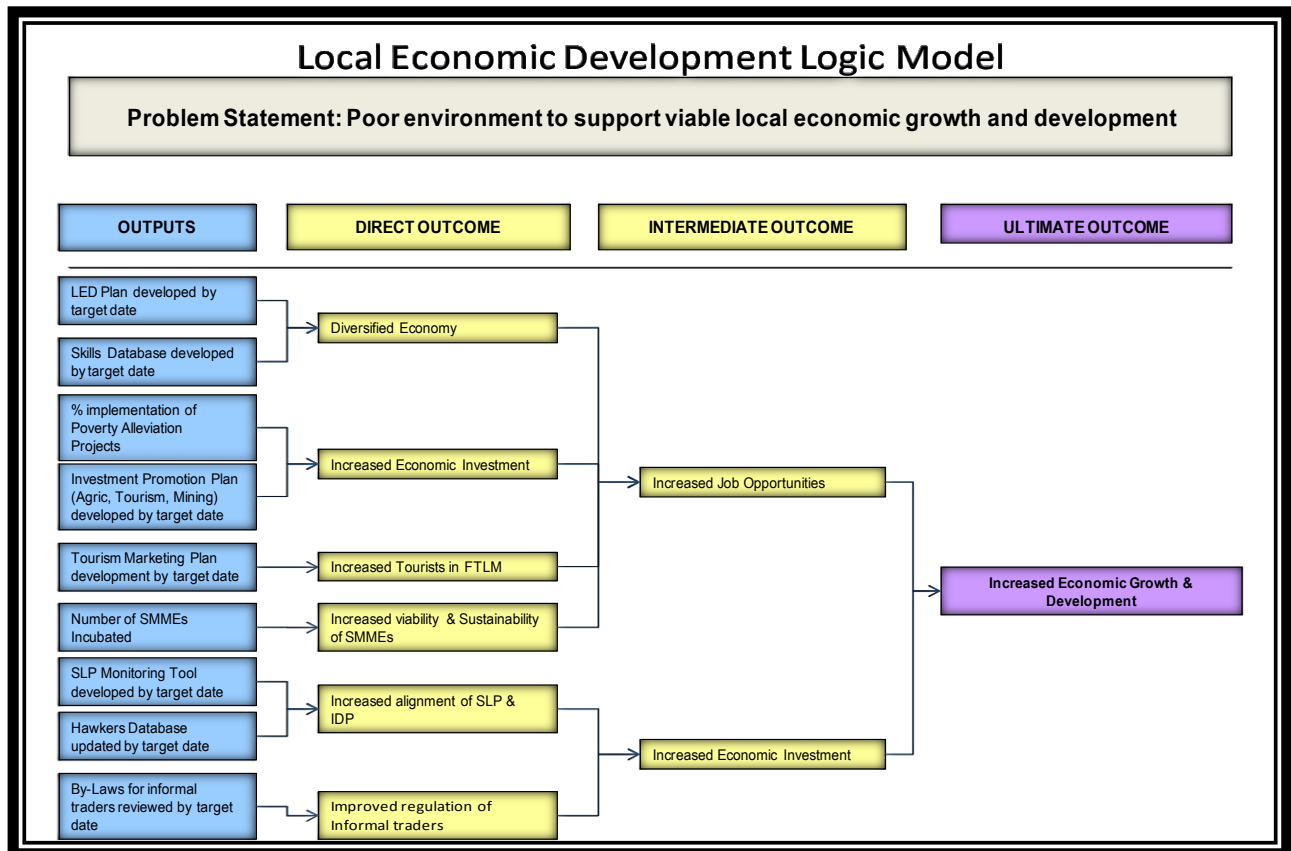 Local Economic Development Logic Model
Problem Statement: Poor environment to support viable local economic growth and development
OUTPUTS
DIRECT OUTCOME
INTERMEDIATE OUTCOME
ULTIMATE OUTCOME
LED Plan developed by
target date
Skills Database developed
by target date
Diversified Economy
% implementation of
Poverty Alleviation
Projects
Investment Promotion Plan
(Agric, Tourism, Mining)
developed by target date
Increased Economic Investment
Increased Job Opportunities
Tourism Marketing Plan
development by target date
Increased Tourists in FTLM
Increased Economic Growth &
Development
Number of SMMEs
Incubated
Increased viability & Sustainability
of SMMEs
SLP Monitoring Tool
developed by target date
Hawkers Database
updated by target date
Increased alignment of SLP &
IDP
Increased Economic Investment
By-Laws for informal
traders reviewed by target
date
Improved regulation of
Informal traders